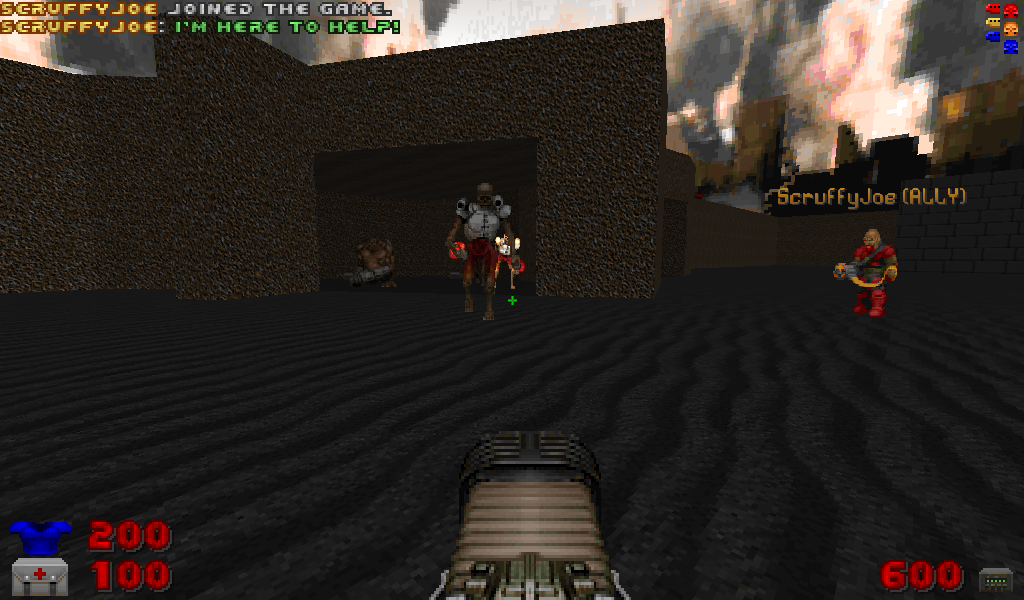 SCRUFFYJOE JOINED THE GAME.
SCRUFFYJOE: I'M HERE TO HELP!
ScruffyJoe (ALLY)
200
100
600